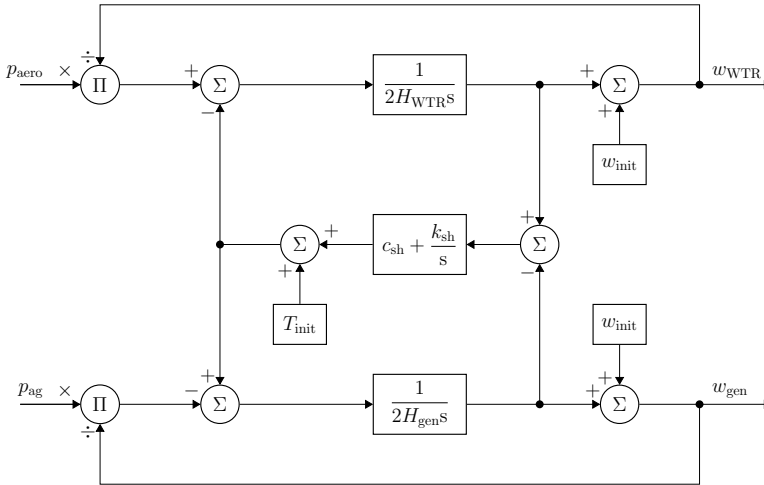 ÷
p_aero × Π + Σ − 1/(2H_WTR s) + Σ + w_WTR
w_init
+
Σ + c_sh + k_sh/s Σ −
+
T_init
w_init
+ +
p_ag × Π − Σ 1/(2H_gen s) + Σ w_gen
÷